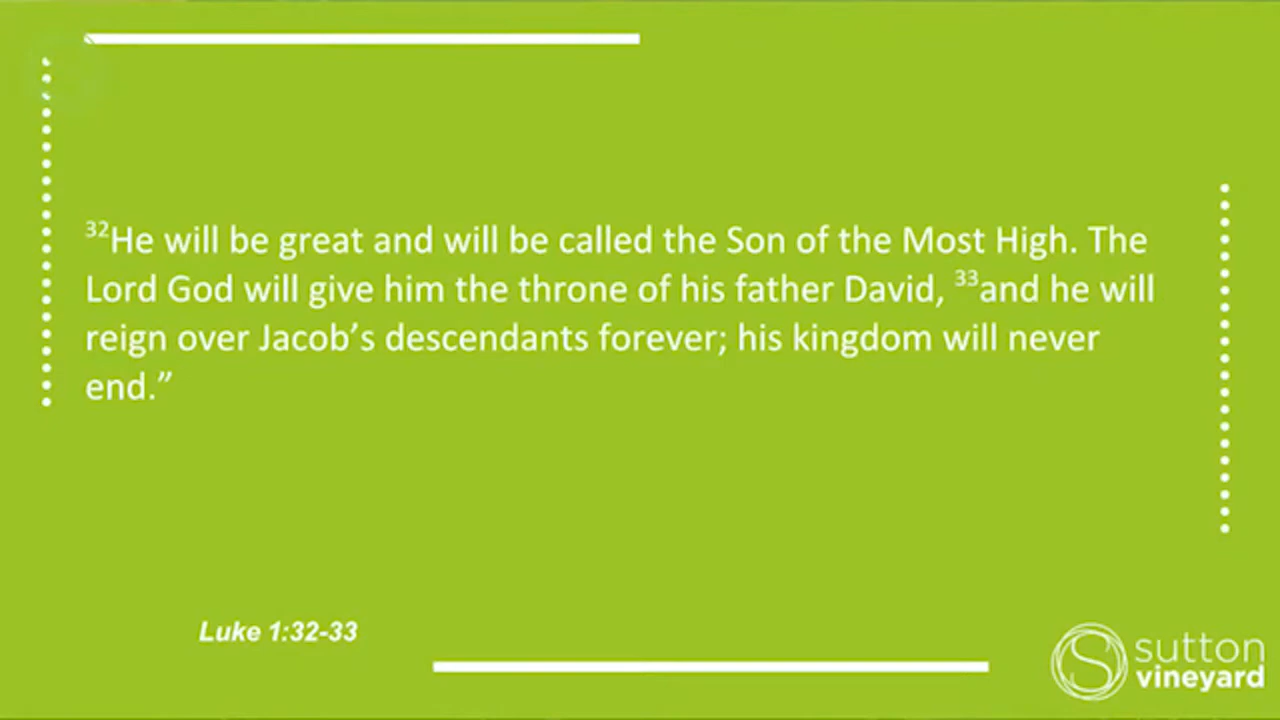 ³²He will be great and will be called the Son of the Most High. The
Lord God will give him the throne of his father David, ³³and he will
reign over Jacob’s descendants forever; his kingdom will never
end.”
Luke 1:32-33
S
sutton
vineyard